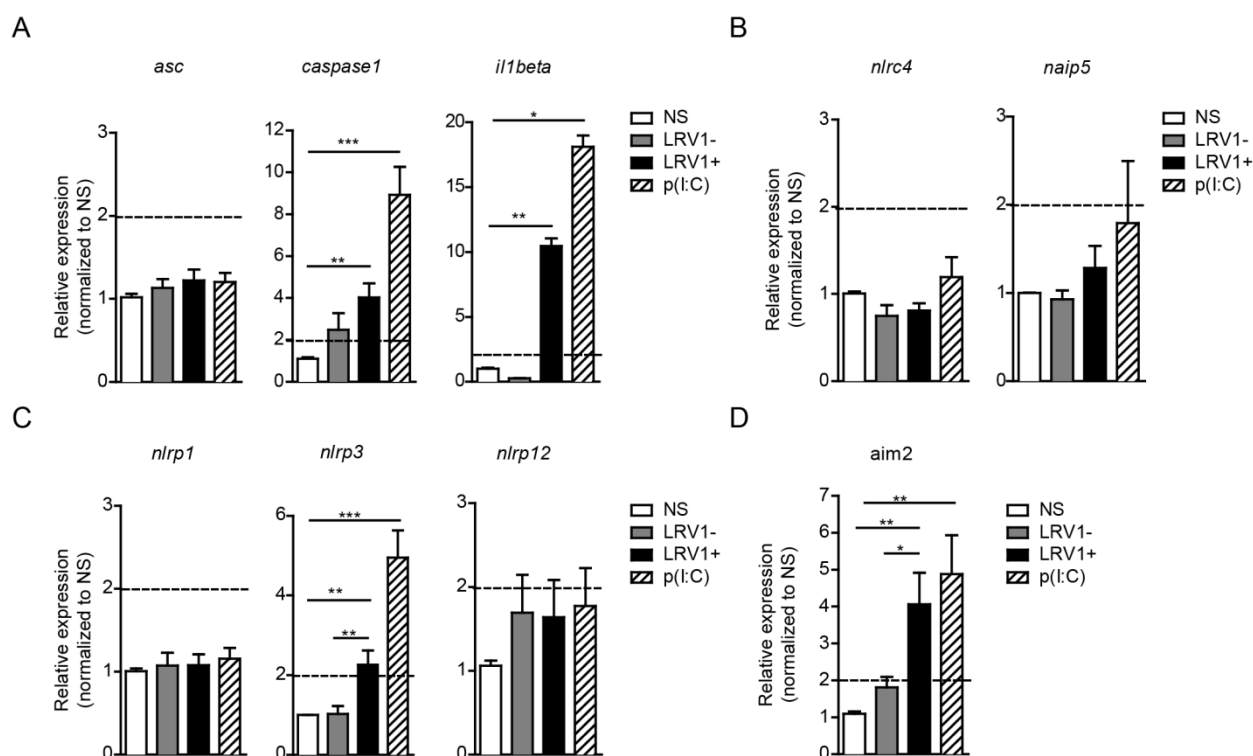 A
B
asc
caspase1
il1beta
nlrc4
naip5
Relative expression
(normalized to NS)
3
2
1
0
12
10
8
6
4
2
0
***
**
20
15
10
5
0
*
**
NS
LRV1-
LRV1+
p(I:C)
Relative expression
(normalized to NS)
3
2
1
0
3
2
1
0
NS
LRV1-
LRV1+
p(I:C)
C
D
nlrp1
nlrp3
nlrp12
aim2
Relative expression
(normalized to NS)
3
2
1
0
6
4
2
0
***
**
**
3
2
1
0
NS
LRV1-
LRV1+
p(I:C)
Relative expression
(normalized to NS)
7
6
5
4
3
2
1
0
**
**
*
NS
LRV1-
LRV1+
p(I:C)